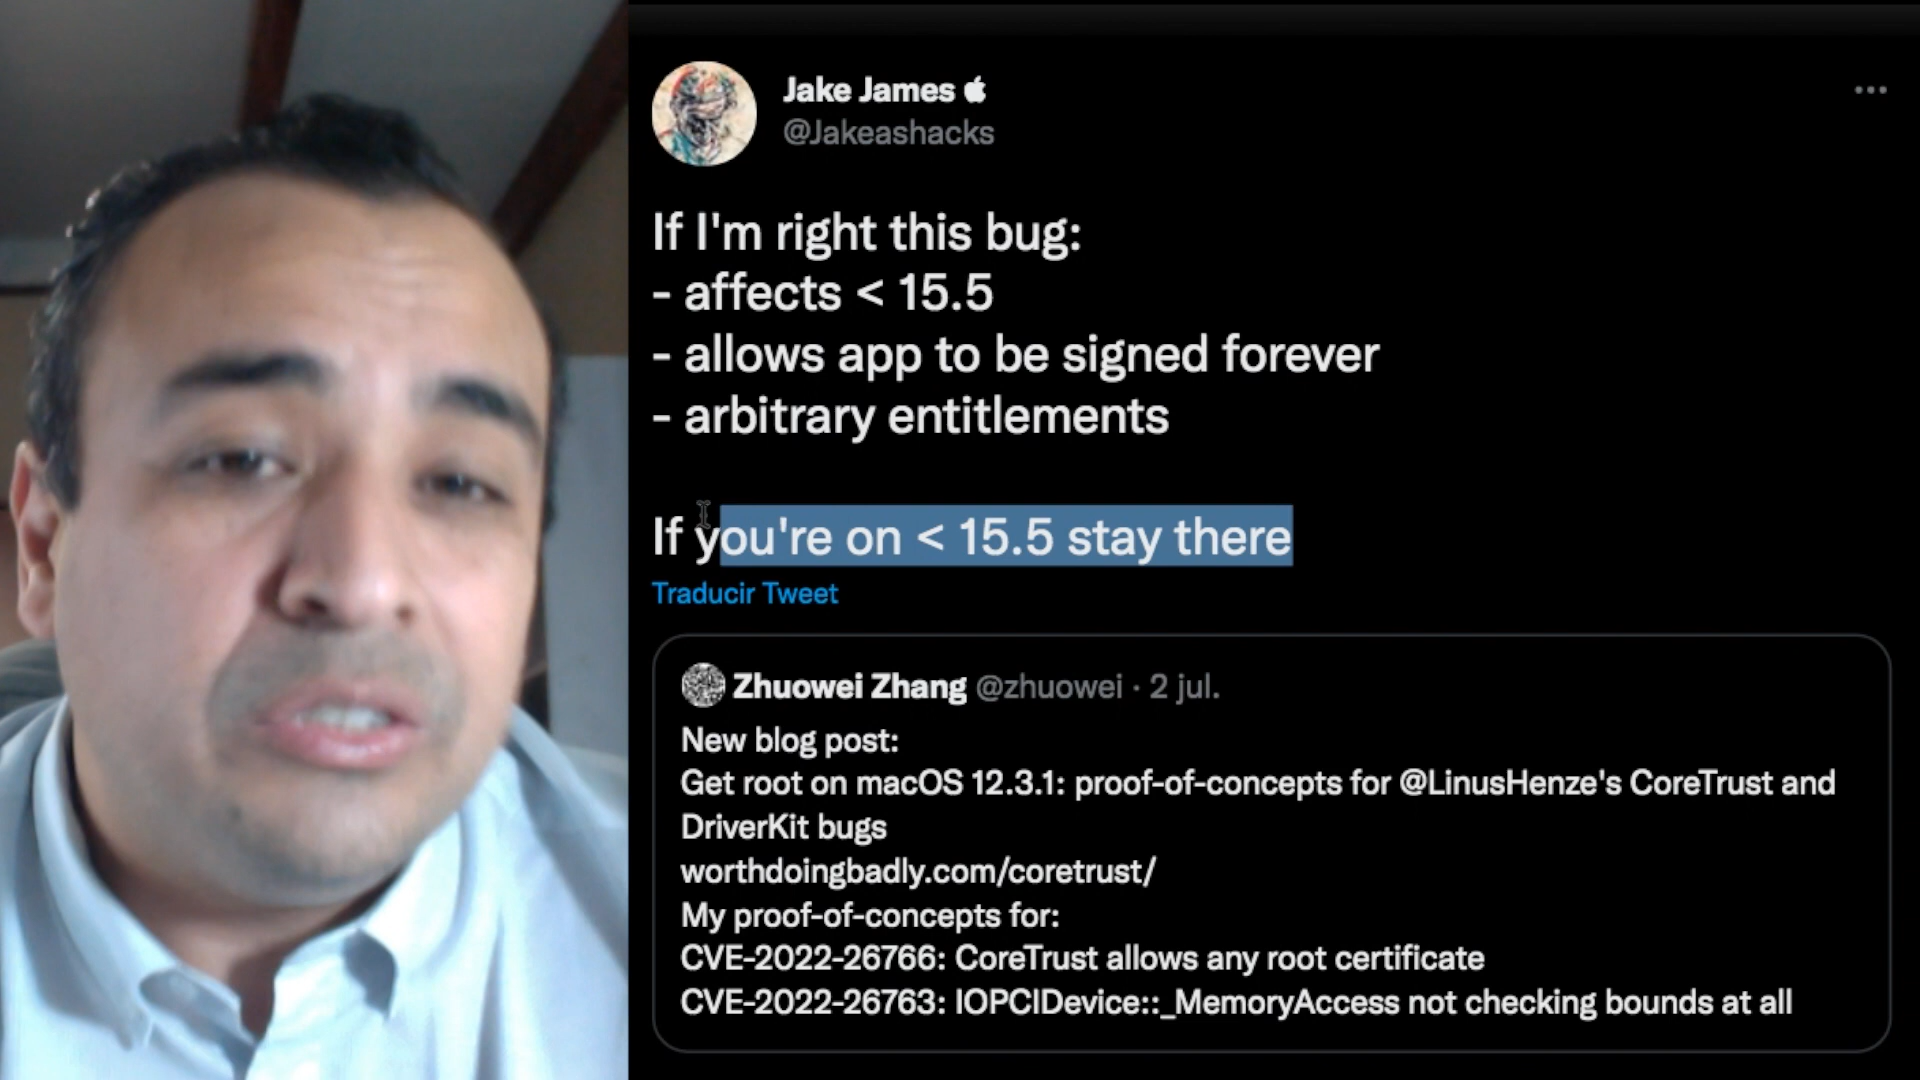 Jake James 
@Jakeashacks
If I'm right this bug:
- affects < 15.5
- allows app to be signed forever
- arbitrary entitlements
If you're on < 15.5 stay there
Traducir Tweet
Zhuowei Zhang @zhuowei · 2 jul.
New blog post:
Get root on macOS 12.3.1: proof-of-concepts for @LinusHenze's CoreTrust and
DriverKit bugs
worthdoingbadly.com/coretrust/
My proof-of-concepts for:
CVE-2022-26766: CoreTrust allows any root certificate
CVE-2022-26763: IOPCIDevice::_MemoryAccess not checking bounds at all